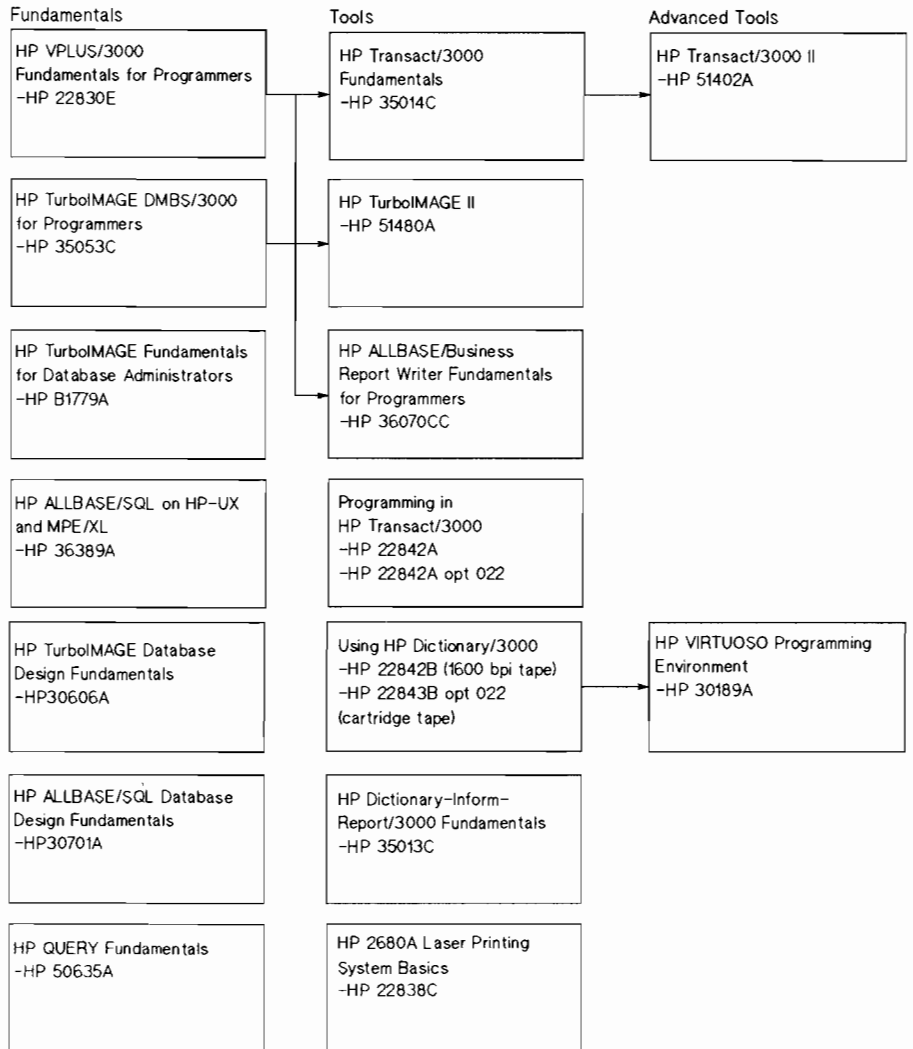 Fundamentals
HP VPLUS/3000
Fundamentals for Programmers
-HP 22830E
HP TurboIMAGE DMBS/3000
for Programmers
-HP 35053C
HP TurboIMAGE Fundamentals
for Database Administrators
-HP B1779A
HP ALLBASE/SQL on HP-UX
and MPE/XL
-HP 36389A
HP TurboIMAGE Database
Design Fundamentals
-HP30606A
HP ALLBASE/SQL Database
Design Fundamentals
-HP30701A
HP QUERY Fundamentals
-HP 50635A
Tools
HP Transact/3000
Fundamentals
-HP 35014C
HP TurboIMAGE II
-HP 51480A
HP ALLBASE/Business
Report Writer Fundamentals
for Programmers
-HP 36070CC
Programming in
HP Transact/3000
-HP 22842A
-HP 22842A opt 022
Using HP Dictionary/3000
-HP 22842B (1600 bpi tape)
-HP 22843B opt 022
(cartridge tape)
HP Dictionary-Inform-
Report/3000 Fundamentals
-HP 35013C
HP 2680A Laser Printing
System Basics
-HP 22838C
Advanced Tools
HP Transact/3000 II
-HP 51402A
HP VIRTUOSO Programming
Environment
-HP 30189A